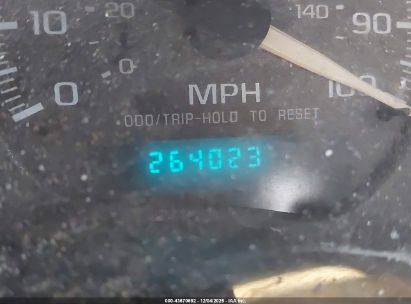 10 20 140 90
0 0 100
MPH
ODO/TRIP-HOLD TO RESET
264023